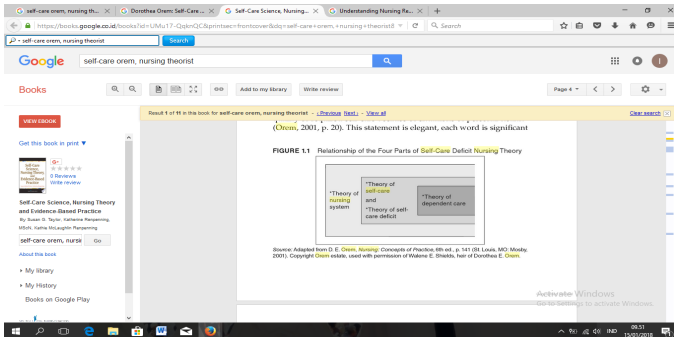 self-care orem, nursing th...
Dorothea Orem: Self-Care ...
Self-Care Science, Nursing...
Understanding Nursing Ra...
https://books.google.co.id/books?id=UMu17-QqknQC&printsec=frontcover&dq=self-care+orem,+nursing+theorist&
Search
self-care orem, nursing theorist
Search
Google
self-care orem, nursing theorist
Books
Add to my library
Write review
Page 4
VIEW EBOOK
Result 1 of 11 in this book for self-care orem, nursing theorist - ‹ Previous Next › - View all
Clear search
(Orem, 2001, p. 20). This statement is elegant, each word is significant
Get this book in print ▼
G+
0 Reviews
Write review
FIGURE 1.1 Relationship of the Four Parts of Self-Care Deficit Nursing Theory
*Theory of nursing system
*Theory of self-care
and
*Theory of self-care deficit
*Theory of dependent care
Self-Care Science, Nursing Theory
and Evidence-Based Practice
By Susan G. Taylor, Katherine Renpenning,
MScN, Kathie McLaughlin Renpenning
self-care orem, nursi
Go
About this book
Source: Adapted from D. E. Orem, Nursing: Concepts of Practice, 6th ed., p. 141 (St. Louis, MO: Mosby,
2001). Copyright Orem estate, used with permission of Walene E. Shields, heir of Dorothea E. Orem.
My library
My History
Books on Google Play
Activate Windows
Go to Settings to activate Windows.
IND
09.51
15/01/2018